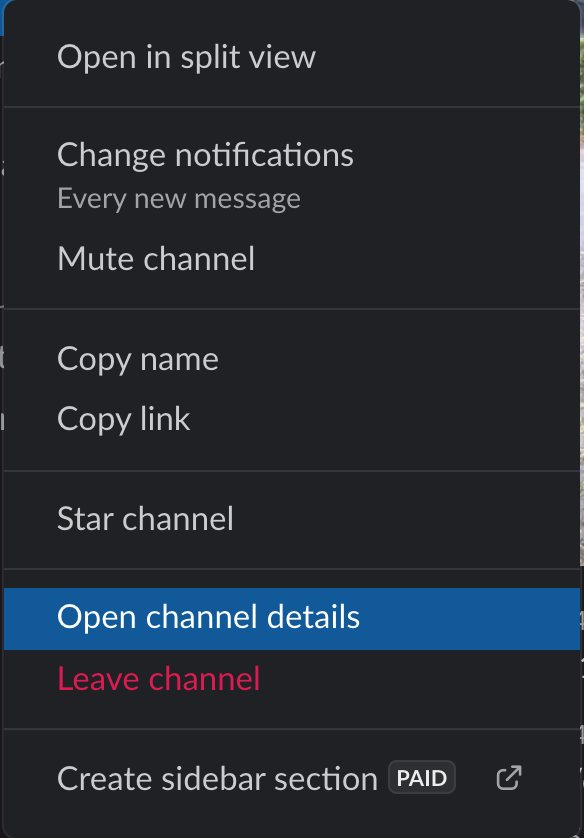 Open in split view
Change notifications
Every new message
Mute channel
Copy name
Copy link
Star channel
Open channel details
Leave channel
Create sidebar section PAID